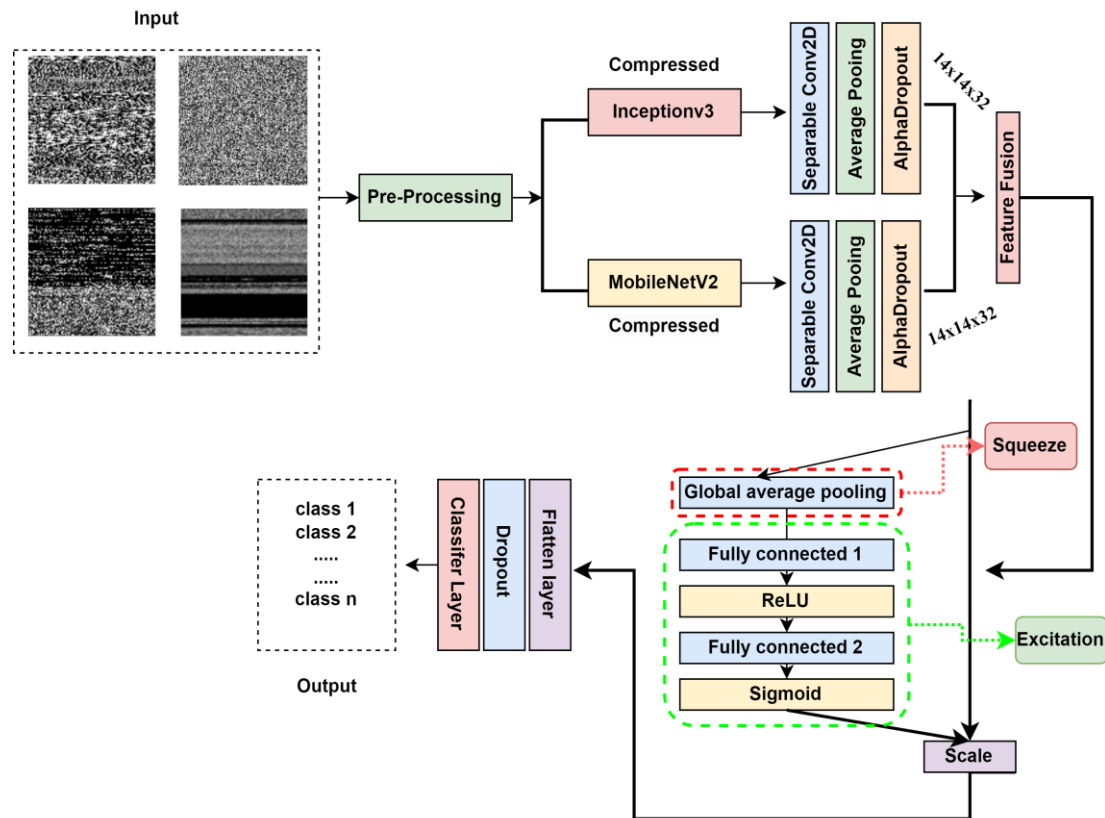 Input
Pre-Processing
Compressed
Inceptionv3
MobileNetV2
Compressed
Separable Conv2D
Average Pooing
AlphaDropout
14x14x32
Separable Conv2D
Average Pooing
AlphaDropout
14x14x32
Feature Fusion
Squeeze
Global average pooling
Fully connected 1
ReLU
Fully connected 2
Sigmoid
Excitation
Scale
Flatten layer
Dropout
Classifer Layer
class 1
class 2
.....
.....
class n
Output